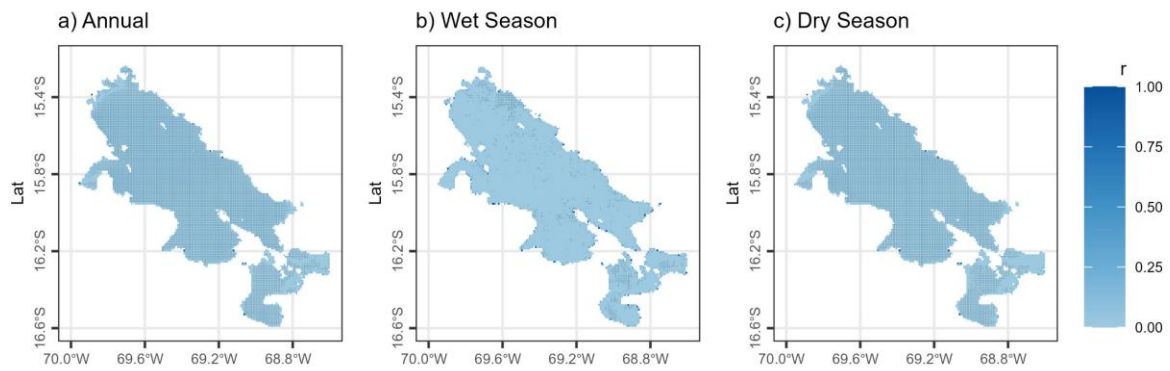 a) Annual
b) Wet Season
c) Dry Season
r
Lat
15.4°S
15.8°S
16.2°S
16.6°S
70.0°W
69.6°W
69.2°W
68.8°W
Lat
15.4°S
15.8°S
16.2°S
16.6°S
70.0°W
69.6°W
69.2°W
68.8°W
Lat
15.4°S
15.8°S
16.2°S
16.6°S
70.0°W
69.6°W
69.2°W
68.8°W
1.00
0.75
0.50
0.25
0.00